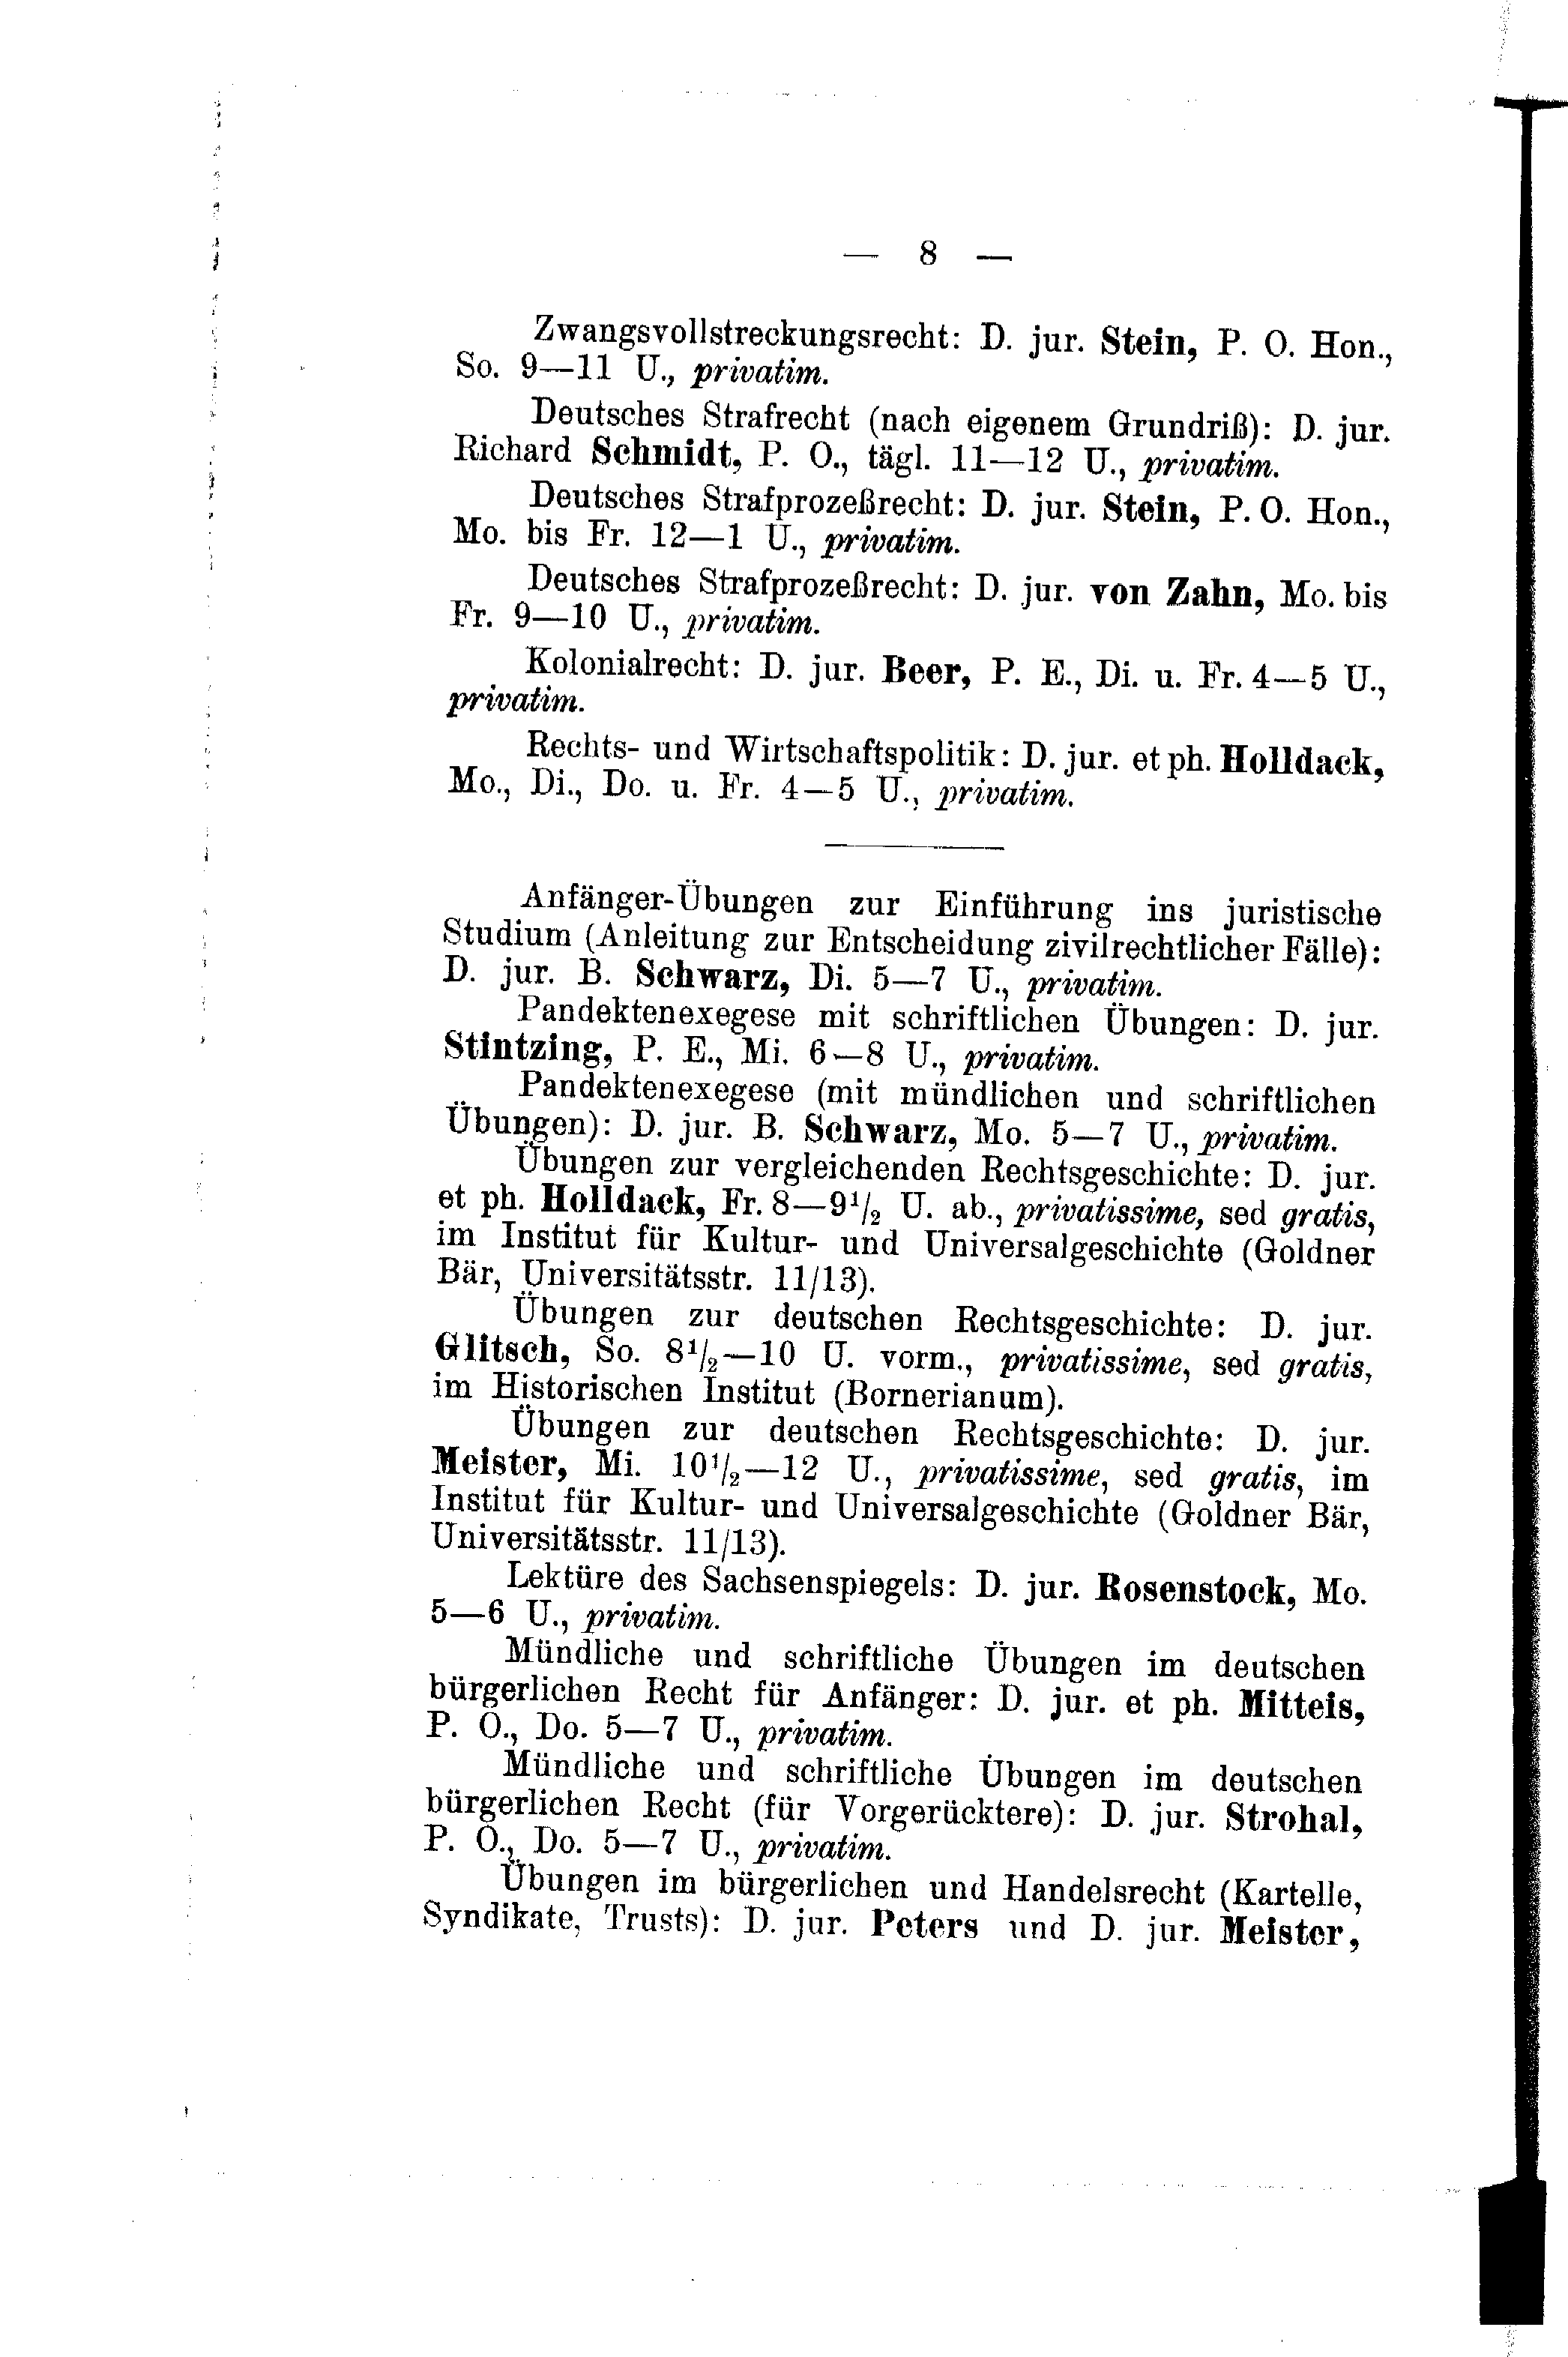 — 8 —
Zwangsvollstreckungsrecht: D. jur. Stein, P. O. Hon.,
So. 9—11 U., privatim.
Deutsches Strafrecht (nach eigenem Grundriß): D. jur.
Richard Schmidt, P. O., tägl. 11—12 U., privatim.
Deutsches Strafprozeßrecht: D. jur. Stein, P. O. Hon.,
Mo. bis Fr. 12—1 U., privatim.
Deutsches Strafprozeßrecht: D. jur. von Zahn, Mo. bis
Fr. 9—10 U., privatim.
Kolonialrecht: D. jur. Beer, P. E., Di. u. Fr. 4—5 U.,
privatim.
Rechts- und Wirtschaftspolitik: D. jur. et ph. Holldack,
Mo., Di., Do. u. Fr. 4—5 U., privatim.
Anfänger-Übungen zur Einführung ins juristische
Studium (Anleitung zur Entscheidung zivilrechtlicher Fälle):
D. jur. B. Schwarz, Di. 5—7 U., privatim.
Pandektenexegese mit schriftlichen Übungen: D. jur.
Stintzing, P. E., Mi. 6—8 U., privatim.
Pandektenexegese (mit mündlichen und schriftlichen
Übungen): D. jur. B. Schwarz, Mo. 5—7 U., privatim.
Übungen zur vergleichenden Rechtsgeschichte: D. jur.
et ph. Holldack, Fr. 8—9¹/₂ U. ab., privatissime, sed gratis,
im Institut für Kultur- und Universalgeschichte (Goldner
Bär, Universitätsstr. 11/13).
Übungen zur deutschen Rechtsgeschichte: D. jur.
Glitsch, So. 8¹/₂—10 U. vorm., privatissime, sed gratis,
im Historischen Institut (Bornerianum).
Übungen zur deutschen Rechtsgeschichte: D. jur.
Meister, Mi. 10¹/₂—12 U., privatissime, sed gratis, im
Institut für Kultur- und Universalgeschichte (Goldner Bär,
Universitätsstr. 11/13).
Lektüre des Sachsenspiegels: D. jur. Rosenstock, Mo.
5—6 U., privatim.
Mündliche und schriftliche Übungen im deutschen
bürgerlichen Recht für Anfänger: D. jur. et ph. Mitteis,
P. O., Do. 5—7 U., privatim.
Mündliche und schriftliche Übungen im deutschen
bürgerlichen Recht (für Vorgerücktere): D. jur. Strohal,
P. O., Do. 5—7 U., privatim.
Übungen im bürgerlichen und Handelsrecht (Kartelle,
Syndikate, Trusts): D. jur. Peters und D. jur. Meister,